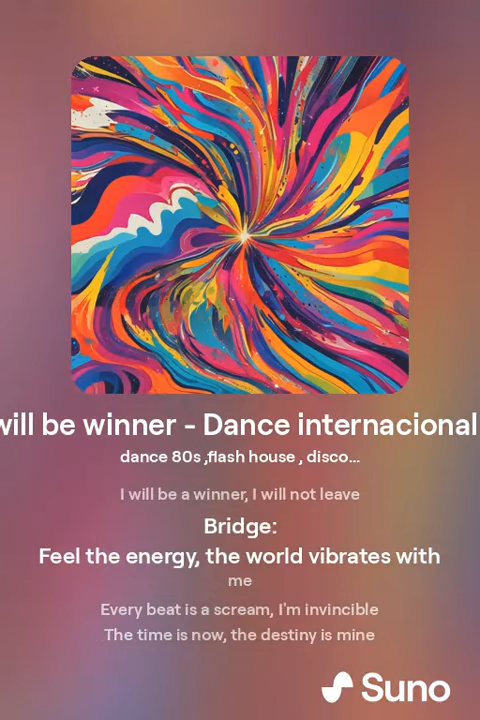 will be winner - Dance internacional
dance 80s ,flash house , disco...
I will be a winner, I will not leave
Bridge:
Feel the energy, the world vibrates with
me
Every beat is a scream, I'm invincible
The time is now, the destiny is mine
Suno